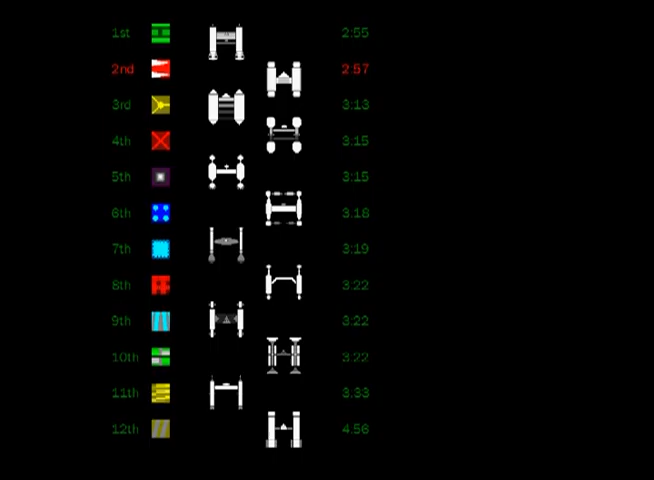 1st 2:55
2nd 2:57
3rd 3:13
4th 3:15
5th 3:15
6th 3:18
7th 3:19
8th 3:22
9th 3:22
10th 3:22
11th 3:33
12th 4:56